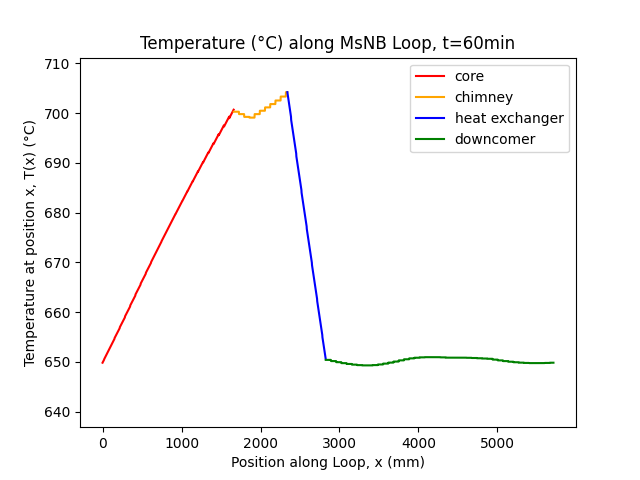 Temperature (°C) along MsNB Loop, t=60min
Temperature at position x, T(x) (°C)
710
700
690
680
670
660
650
640
core
chimney
heat exchanger
downcomer
0
1000
2000
3000
4000
5000
Position along Loop, x (mm)